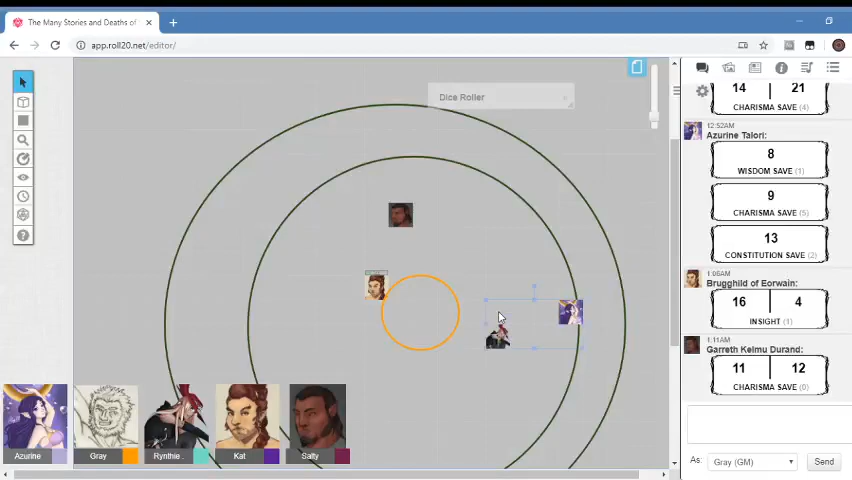 The Many Stories and Deaths of
app.roll20.net/editor/
Dice Roller
14 21
CHARISMA SAVE (4)
12:52AM
Azurine Talori:
8
WISDOM SAVE (1)
9
CHARISMA SAVE (5)
13
CONSTITUTION SAVE (2)
1:06AM
Brugghild of Eorwain:
16 4
INSIGHT (1)
1:11AM
Garreth Kelmu Durand:
11 12
CHARISMA SAVE (0)
Azurine
Gray
Rynthie .
Kat
Salty
As:
Gray (GM)
Send